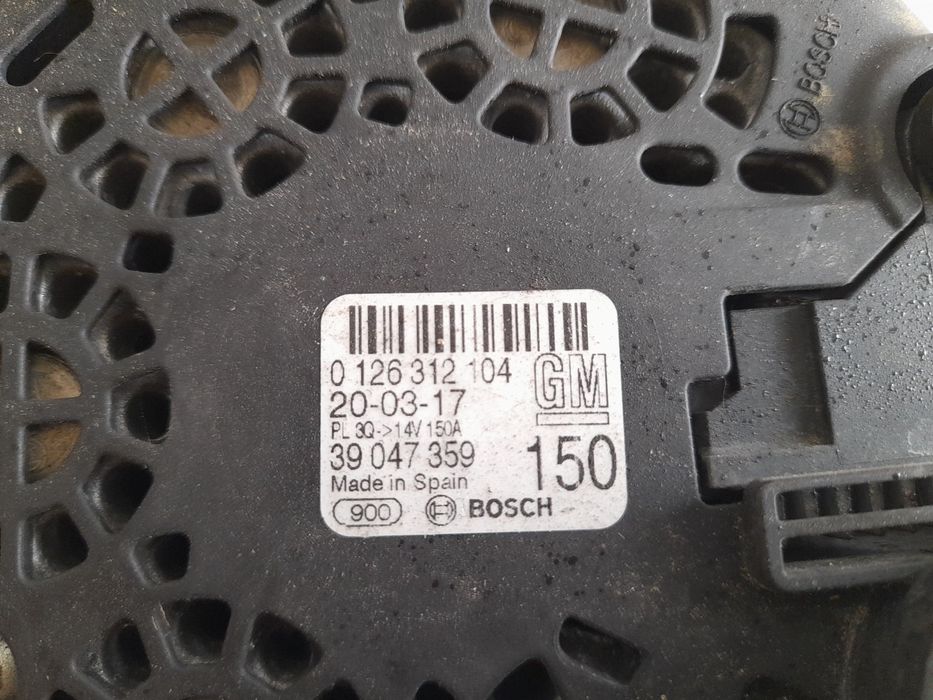 BOSCH
0 126 312 104
GM
20-03-17
PL 3Q->14V 150A
39 047 359
150
Made in Spain
900
BOSCH